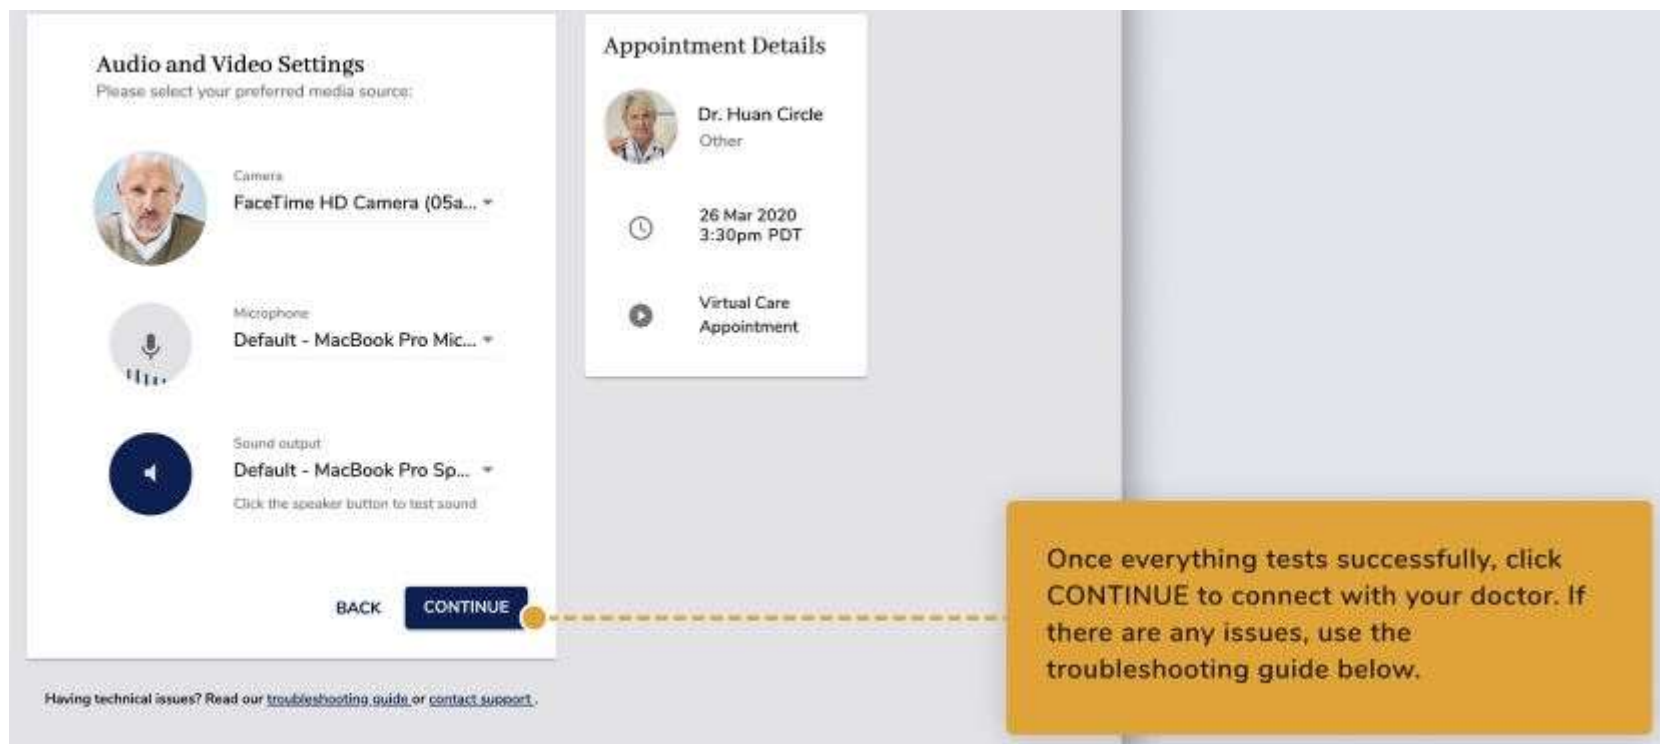 Audio and Video Settings
Please select your preferred media source:
Camera
FaceTime HD Camera (05a...
Microphone
Default - MacBook Pro Mic...
Sound output
Default - MacBook Pro Sp...
Click the speaker button to test sound
BACK
CONTINUE
Having technical issues? Read our troubleshooting guide or contact support.
Appointment Details
Dr. Huan Circle
Other
26 Mar 2020
3:30pm PDT
Virtual Care
Appointment
Once everything tests successfully, click
CONTINUE to connect with your doctor. If
there are any issues, use the
troubleshooting guide below.